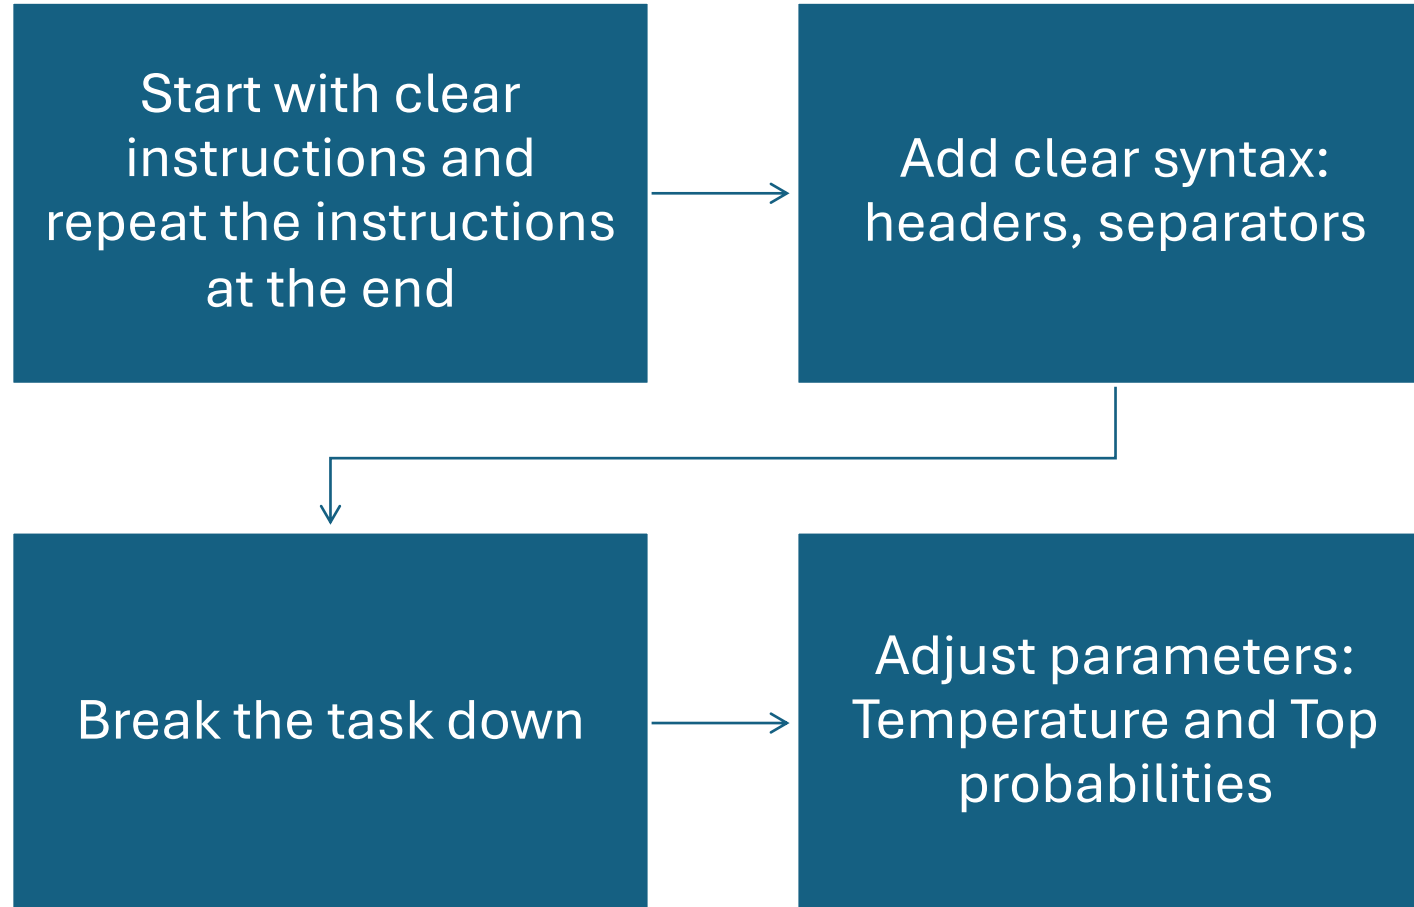 Start with clear
instructions and
repeat the instructions
at the end
Add clear syntax:
headers, separators
Break the task down
Adjust parameters:
Temperature and Top
probabilities